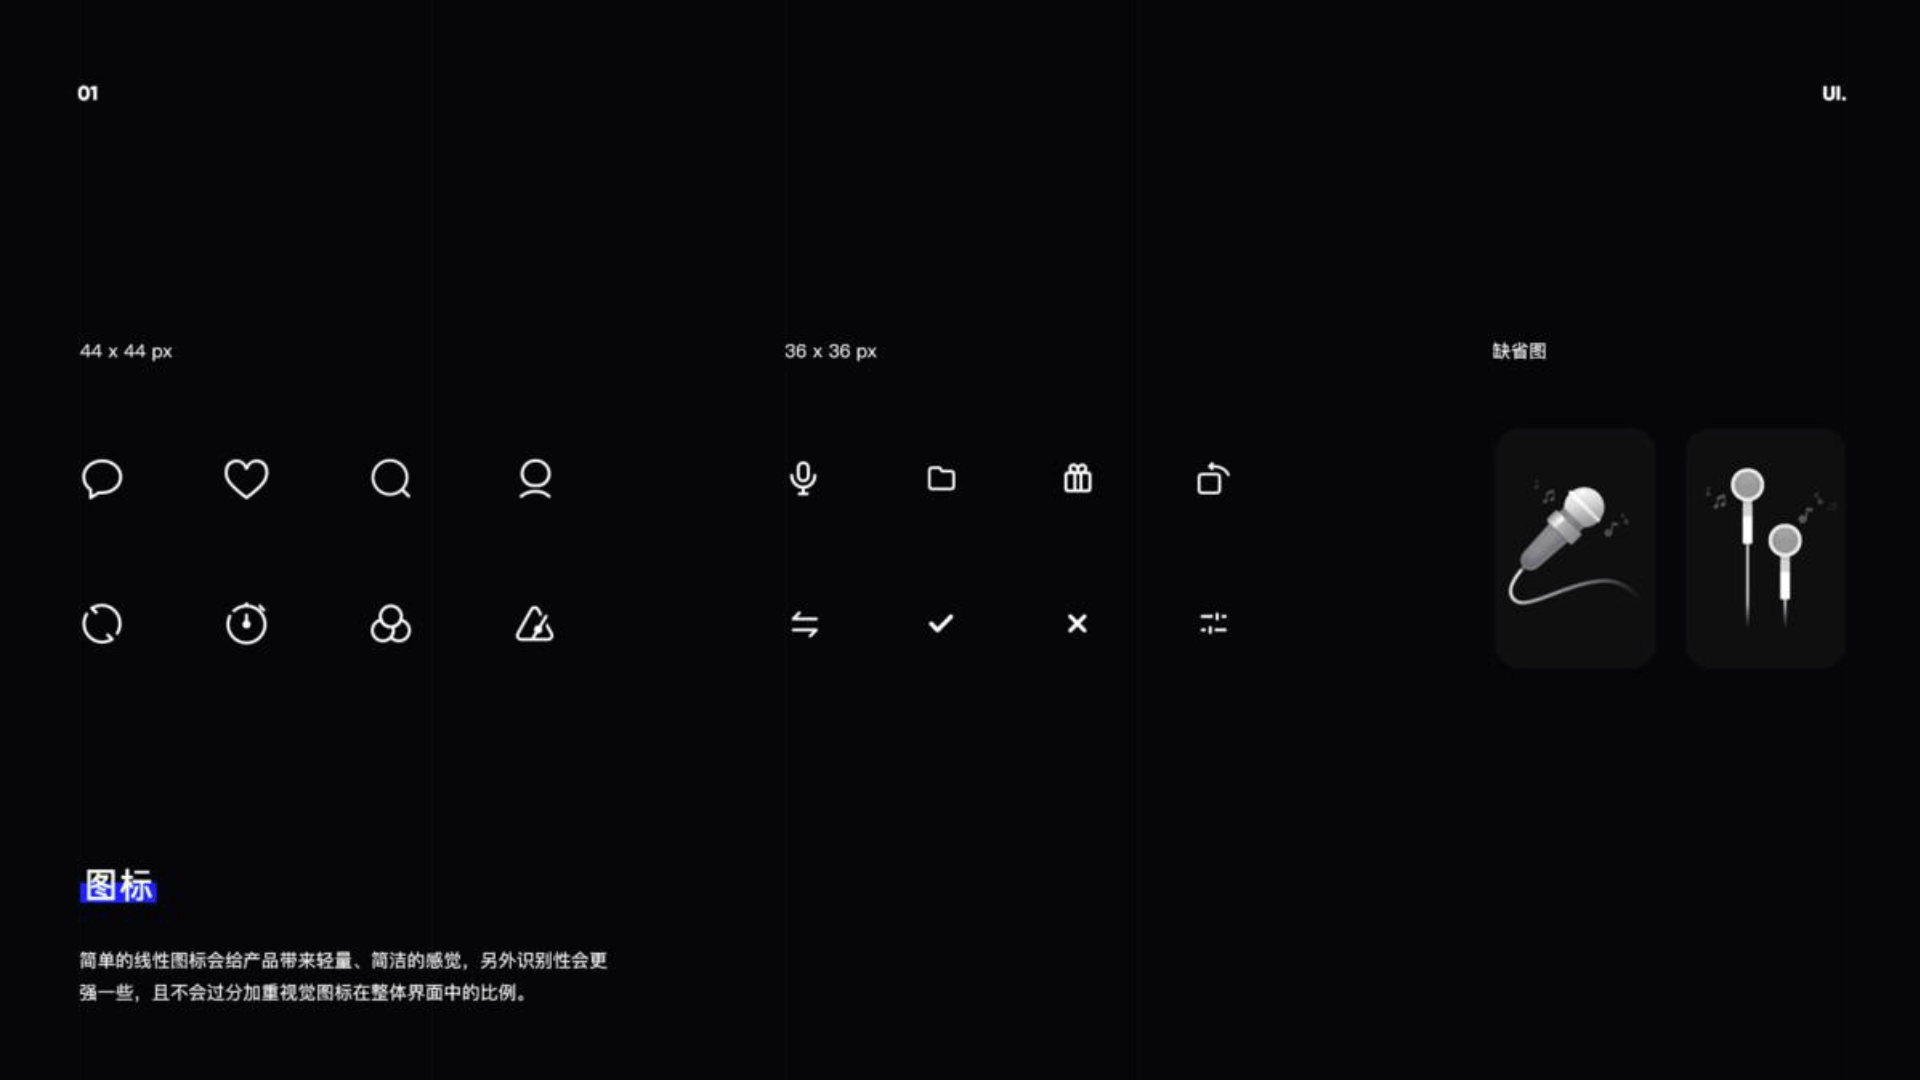 01
UI.
44 x 44 px
36 x 36 px
缺省图
图标
简单的线性图标会给产品带来轻量、简洁的感觉，另外识别性会更
强一些，且不会过分加重视觉图标在整体界面中的比例。